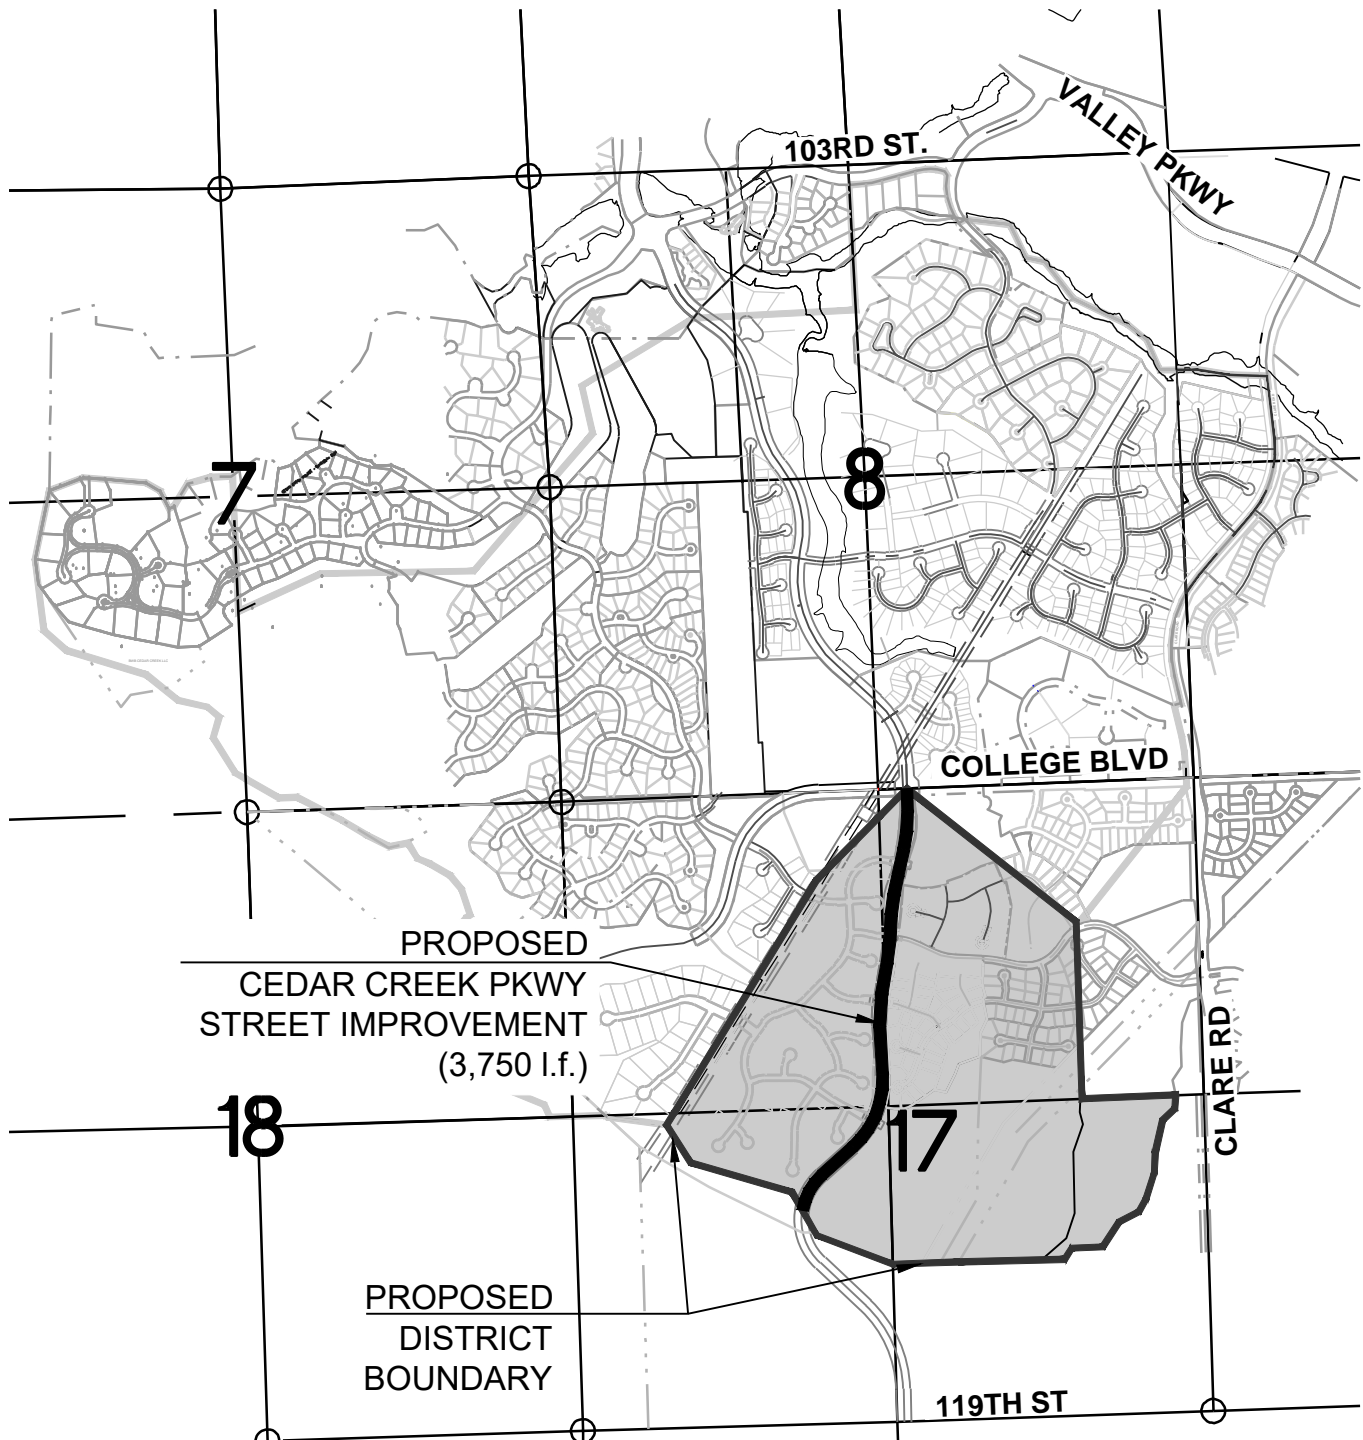 VALLEY PKWY
103RD ST.
7
8
COLLEGE BLVD
PROPOSED
CEDAR CREEK PKWY
STREET IMPROVEMENT
(3,750 l.f.)
CLARE RD
18
17
PROPOSED
DISTRICT
BOUNDARY
119TH ST